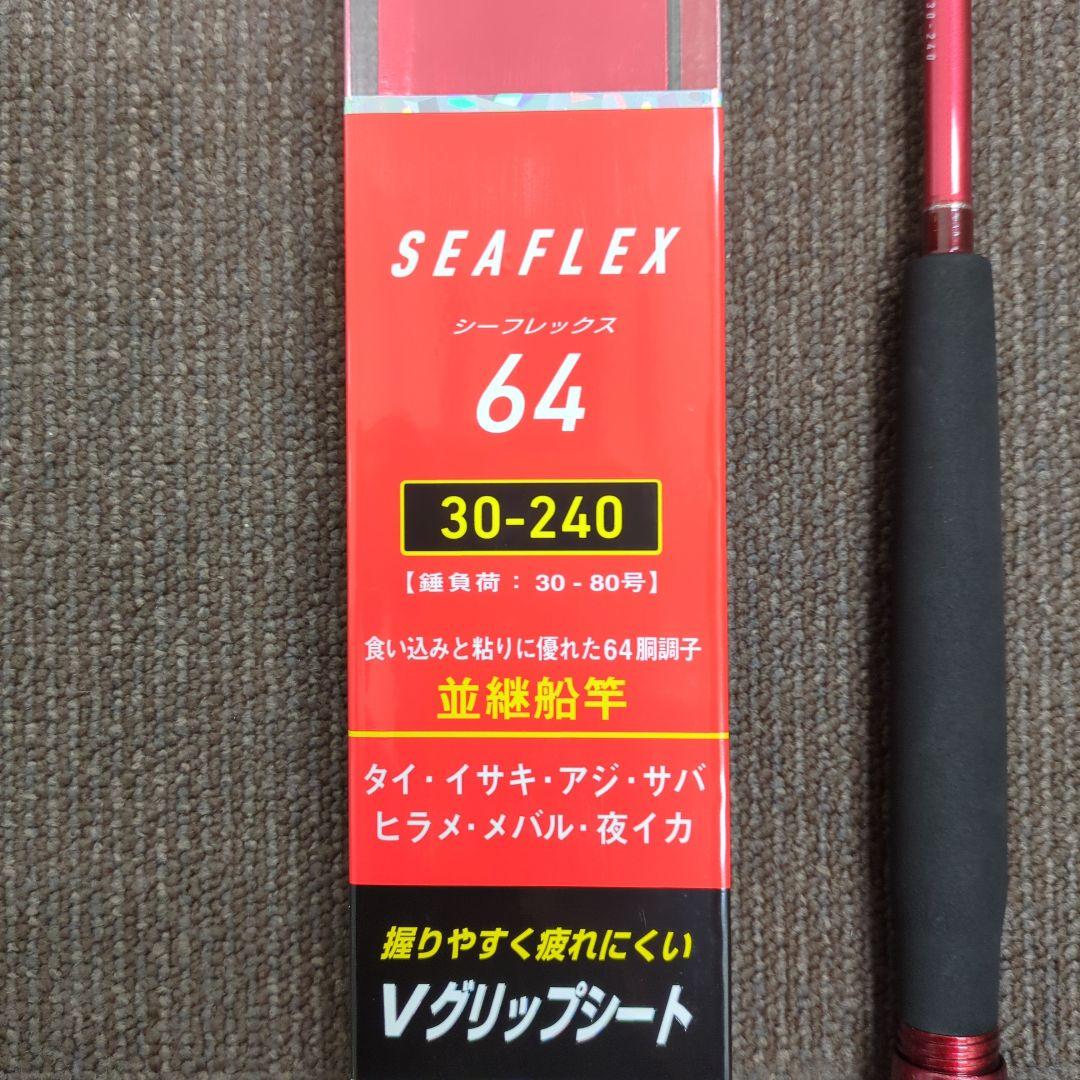 SEAFLEX
シーフレックス
64
30-240
【錘負荷：30-80号】
食い込みと粘りに優れた64胴調子
並継船竿
タイ・イサキ・アジ・サバ
ヒラメ・メバル・夜イカ
握りやすく疲れにくい
Vグリップシート
30-240